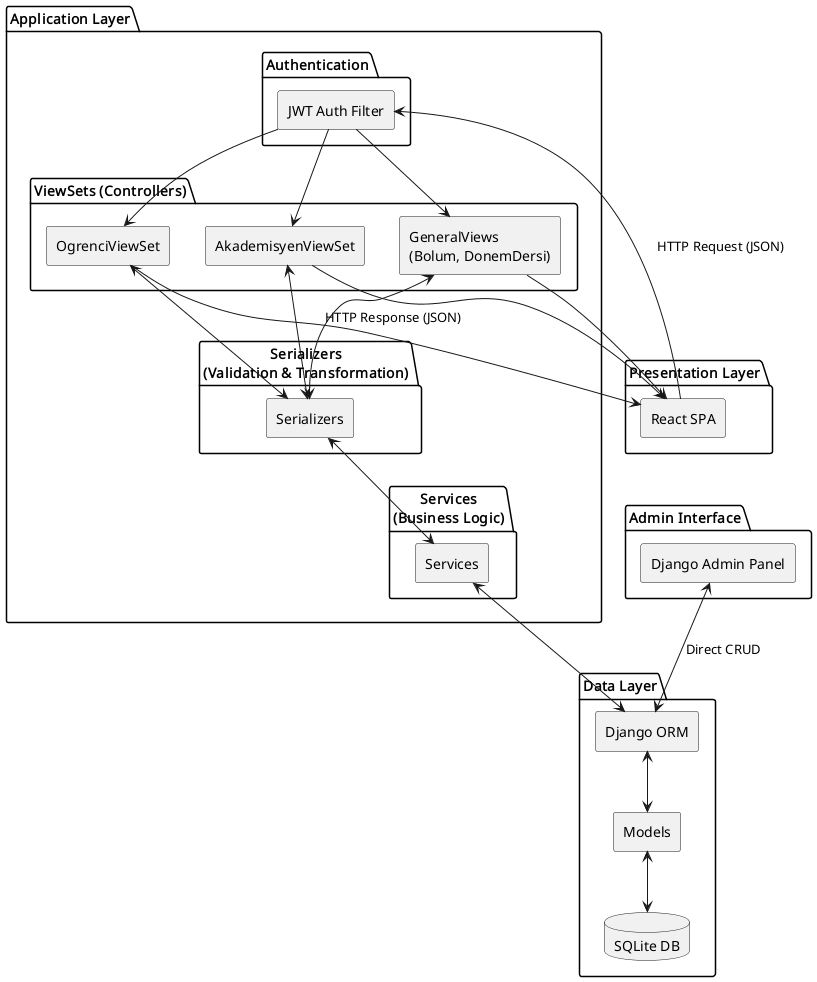 Application Layer
Authentication
JWT Auth Filter
ViewSets (Controllers)
OgrenciViewSet
AkademisyenViewSet
GeneralViews
(Bolum, DonemDersi)
HTTP Request (JSON)
HTTP Response (JSON)
Serializers
(Validation & Transformation)
Serializers
Presentation Layer
React SPA
Services
(Business Logic)
Services
Admin Interface
Django Admin Panel
Direct CRUD
Data Layer
Django ORM
Models
SQLite DB